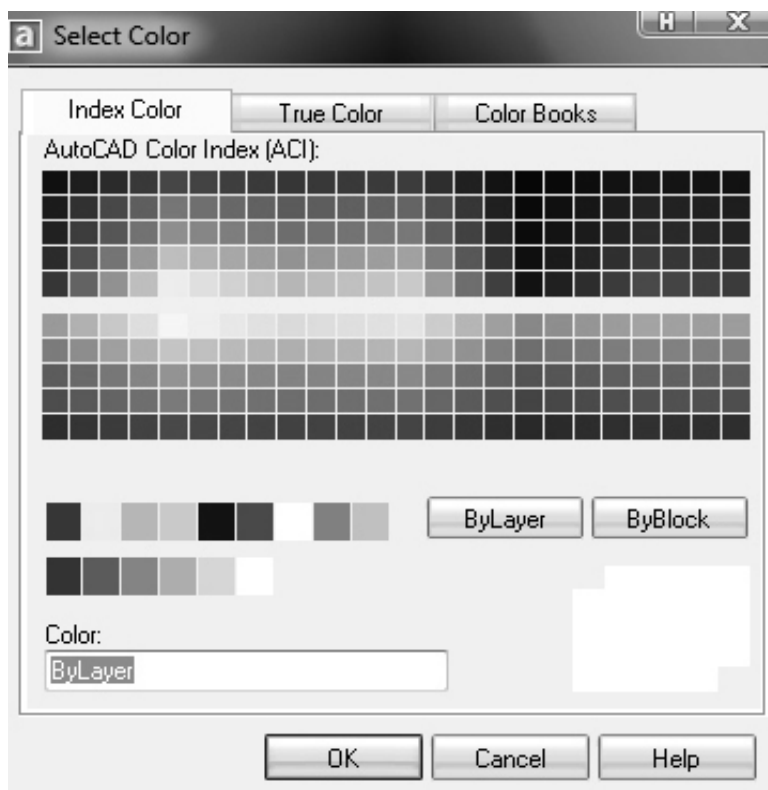 a Select Color H X
Index Color True Color Color Books
AutoCAD Color Index (ACI):
ByLayer ByBlock
Color:
ByLayer
OK Cancel Help